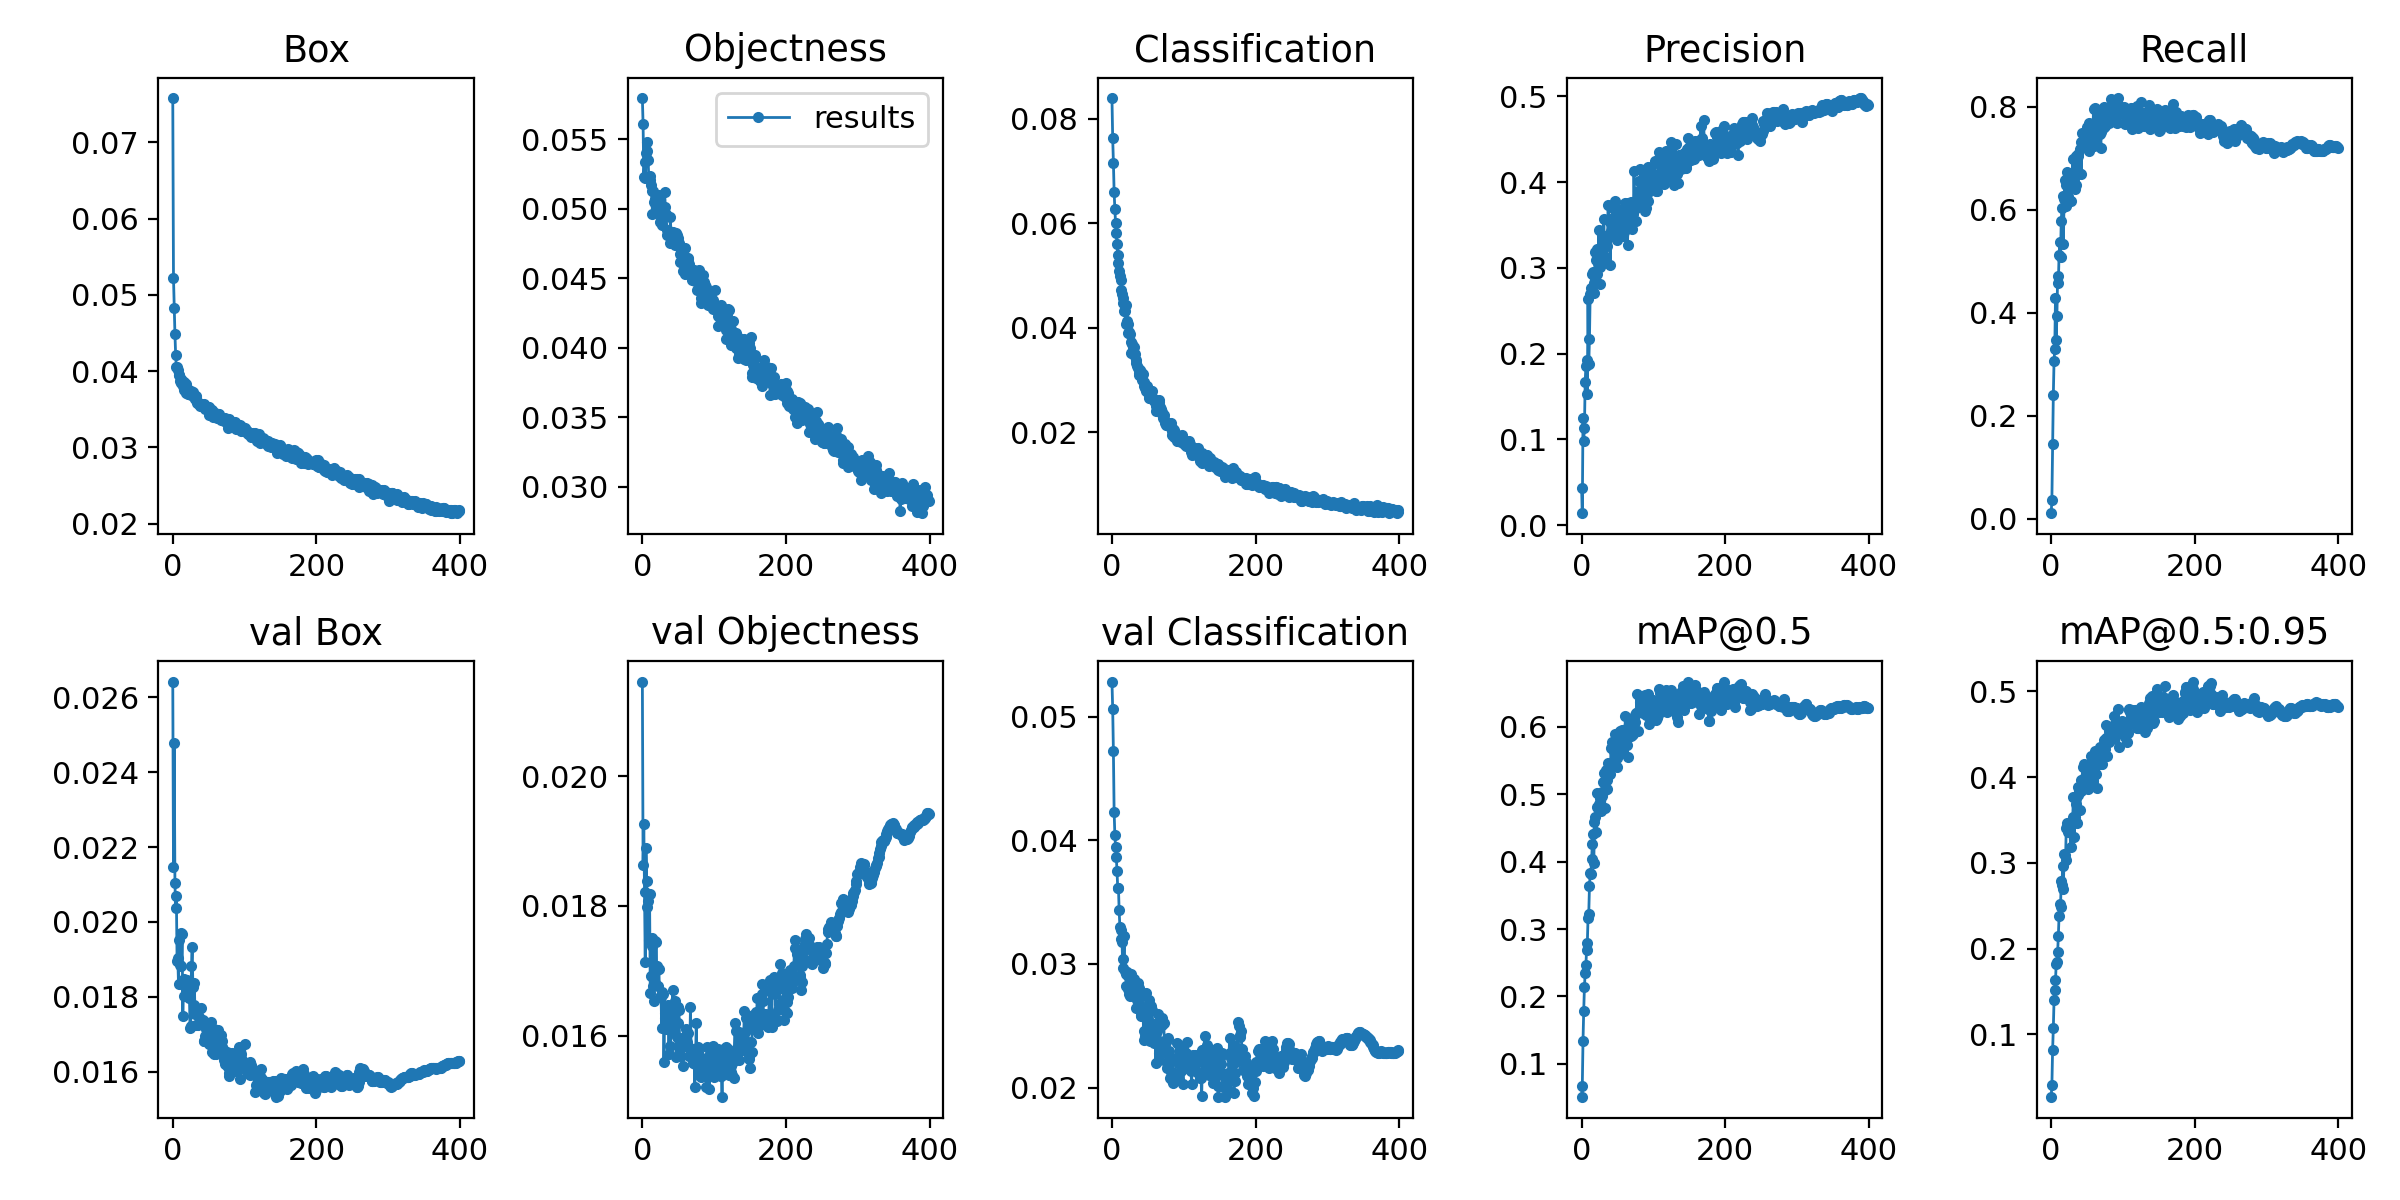 Box
Objectness
Classification
Precision
Recall
results
0.07
0.06
0.05
0.04
0.03
0.02
0 200 400
0.055
0.050
0.045
0.040
0.035
0.030
0 200 400
0.08
0.06
0.04
0.02
0 200 400
0.5
0.4
0.3
0.2
0.1
0.0
0 200 400
0.8
0.6
0.4
0.2
0.0
0 200 400
val Box
val Objectness
val Classification
mAP@0.5
mAP@0.5:0.95
0.026
0.024
0.022
0.020
0.018
0.016
0 200 400
0.020
0.018
0.016
0 200 400
0.05
0.04
0.03
0.02
0 200 400
0.6
0.5
0.4
0.3
0.2
0.1
0 200 400
0.5
0.4
0.3
0.2
0.1
0 200 400